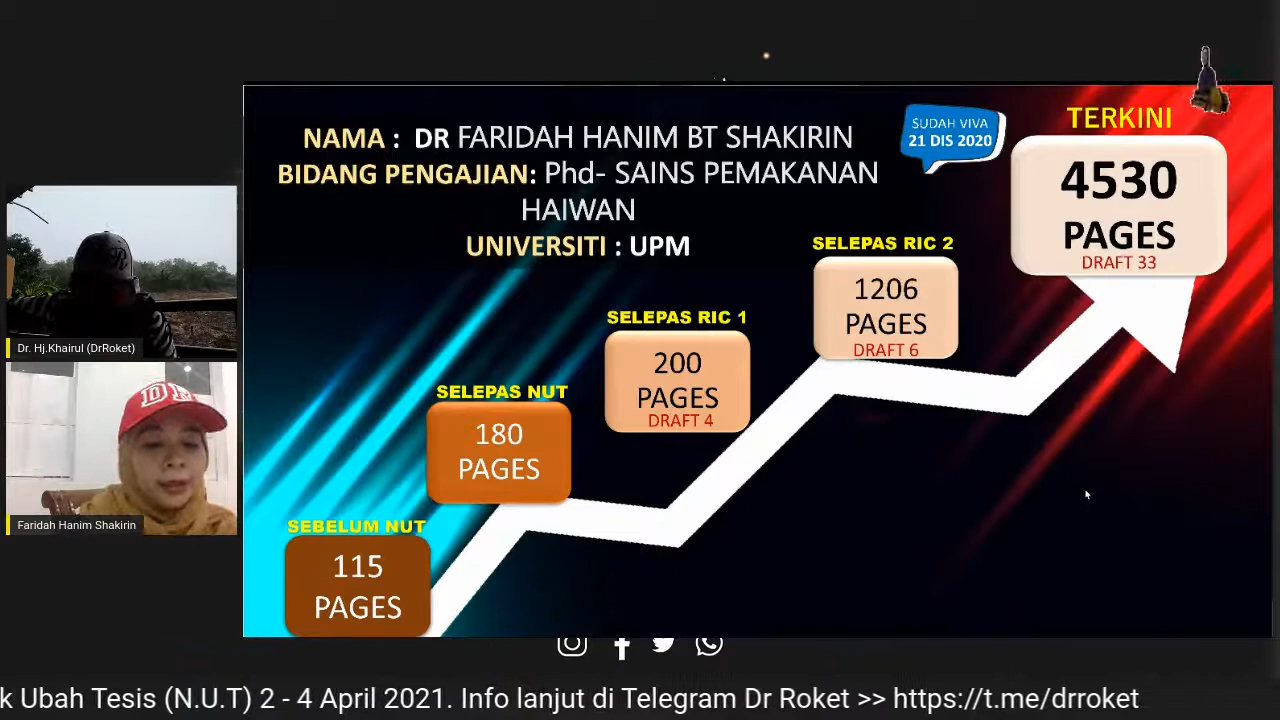 NAMA : DR FARIDAH HANIM BT SHAKIRIN
BIDANG PENGAJIAN: Phd- SAINS PEMAKANAN
HAIWAN
UNIVERSITI : UPM
SUDAH VIVA
21 DIS 2020
TERKINI
4530
PAGES
DRAFT 33
SELEPAS RIC 2
1206
PAGES
DRAFT 6
SELEPAS RIC 1
200
PAGES
DRAFT 4
SELEPAS NUT
180
PAGES
SEBELUM NUT
115
PAGES
Dr. Hj.Khairul (DrRoket)
Faridah Hanim Shakirin
k Ubah Tesis (N.U.T) 2 - 4 April 2021. Info lanjut di Telegram Dr Roket >> https://t.me/drroket